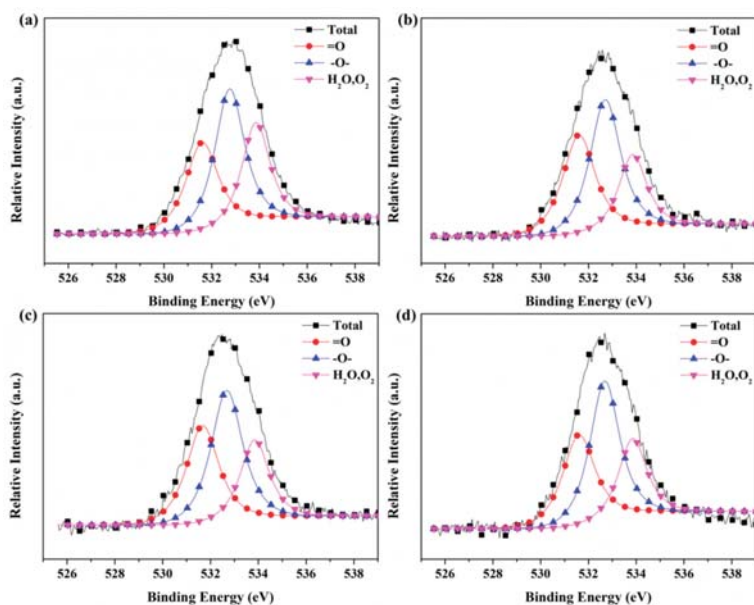 (a)
Total
=O
-O-
H₂O,O₂
Relative Intensity (a.u.)
526 528 530 532 534 536 538
Binding Energy (eV)
(b)
Total
=O
-O-
H₂O,O₂
Relative Intensity (a.u.)
526 528 530 532 534 536 538
Binding Energy (eV)
(c)
Total
=O
-O-
H₂O,O₂
Relative Intensity (a.u.)
526 528 530 532 534 536 538
Binding Energy (eV)
(d)
Total
=O
-O-
H₂O,O₂
Relative Intensity (a.u.)
526 528 530 532 534 536 538
Binding Energy (eV)